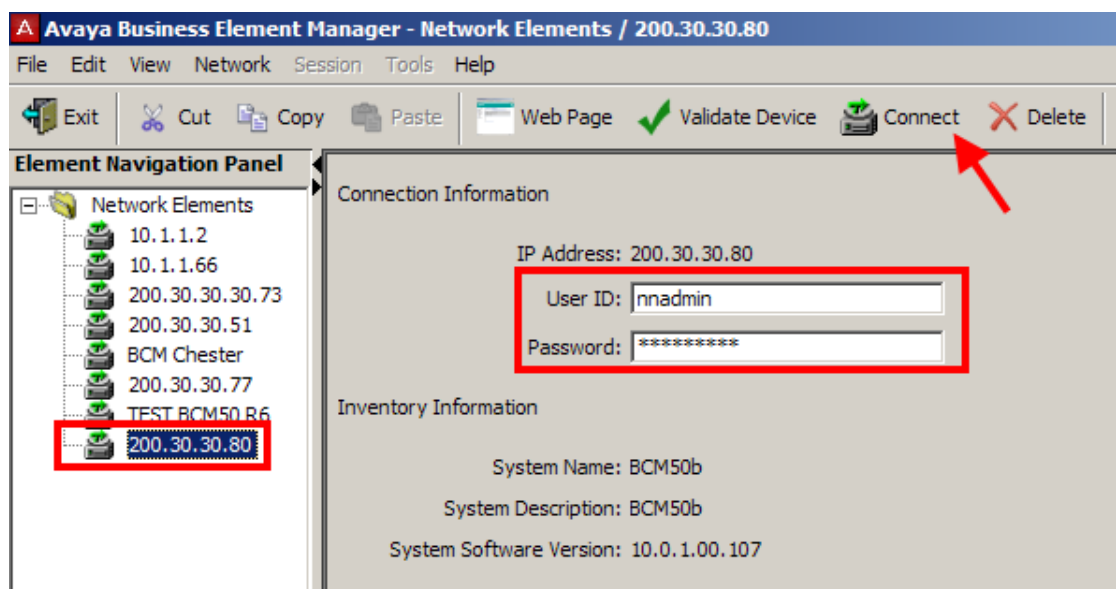 A Avaya Business Element Manager - Network Elements / 200.30.30.80
File Edit View Network Session Tools Help
Exit Cut Copy Paste Web Page Validate Device Connect Delete
Element Navigation Panel
Network Elements
10.1.1.2
10.1.1.66
200.30.30.30.73
200.30.30.51
BCM Chester
200.30.30.77
TEST BCM50 R6
200.30.30.80
Connection Information
IP Address: 200.30.30.80
User ID: nnadmin
Password: *********
Inventory Information
System Name: BCM50b
System Description: BCM50b
System Software Version: 10.0.1.00.107